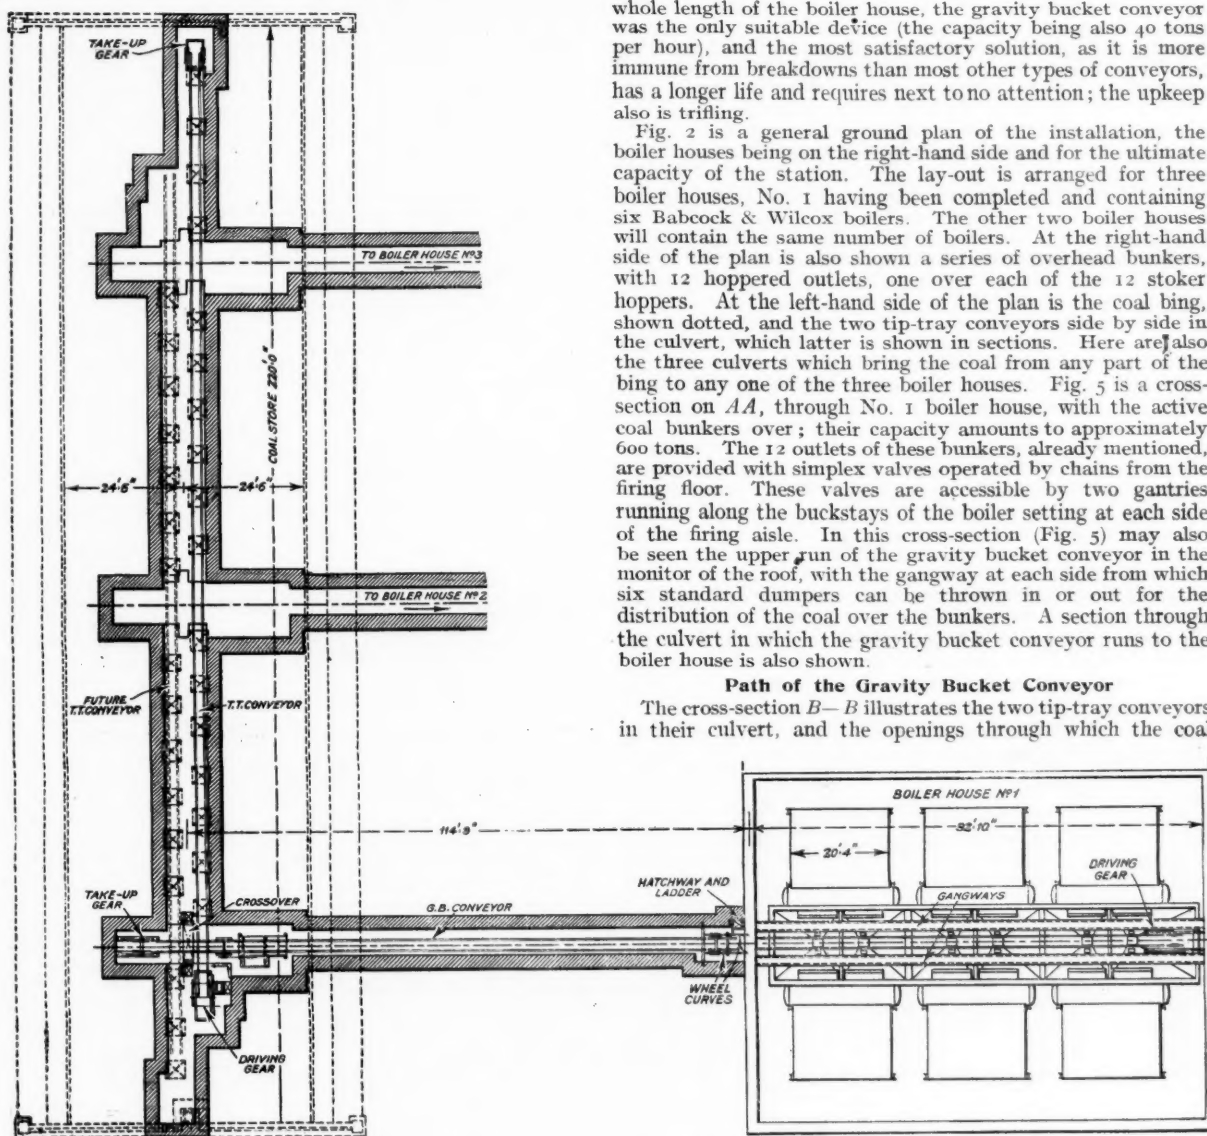 whole length of the boiler house, the gravity bucket conveyor
was the only suitable device (the capacity being also 40 tons
per hour), and the most satisfactory solution, as it is more
immune from breakdowns than most other types of conveyors,
has a longer life and requires next to no attention; the upkeep
also is trifling.
Fig. 2 is a general ground plan of the installation, the
boiler houses being on the right-hand side and for the ultimate
capacity of the station. The lay-out is arranged for three
boiler houses, No. 1 having been completed and containing
six Babcock & Wilcox boilers. The other two boiler houses
will contain the same number of boilers. At the right-hand
side of the plan is also shown a series of overhead bunkers,
with 12 hoppered outlets, one over each of the 12 stoker
hoppers. At the left-hand side of the plan is the coal bing,
shown dotted, and the two tip-tray conveyors side by side in
the culvert, which latter is shown in sections. Here are also
the three culverts which bring the coal from any part of the
bing to any one of the three boiler houses. Fig. 5 is a cross-
section on AA, through No. 1 boiler house, with the active
coal bunkers over; their capacity amounts to approximately
600 tons. The 12 outlets of these bunkers, already mentioned,
are provided with simplex valves operated by chains from the
firing floor. These valves are accessible by two gantries
running along the buckstays of the boiler setting at each side
of the firing aisle. In this cross-section (Fig. 5) may also
be seen the upper run of the gravity bucket conveyor in the
monitor of the roof, with the gangway at each side from which
six standard dumpers can be thrown in or out for the
distribution of the coal over the bunkers. A section through
the culvert in which the gravity bucket conveyor runs to the
boiler house is also shown.
Path of the Gravity Bucket Conveyor
The cross-section B—B illustrates the two tip-tray conveyors
in their culvert, and the openings through which the coal
TAKE-UP
GEAR
COAL STORE 220'-0"
TO BOILER HOUSE Nº3
24'-6"
24'-6"
TO BOILER HOUSE Nº2
FUTURE
T.T. CONVEYOR
T.T. CONVEYOR
114'-9"
BOILER HOUSE Nº1
92'-10"
20'-4"
DRIVING
GEAR
HATCHWAY AND
LADDER
GANGWAYS
TAKE-UP
GEAR
CROSSOVER
G.B. CONVEYOR
WHEEL
CURVES
DRIVING
GEAR